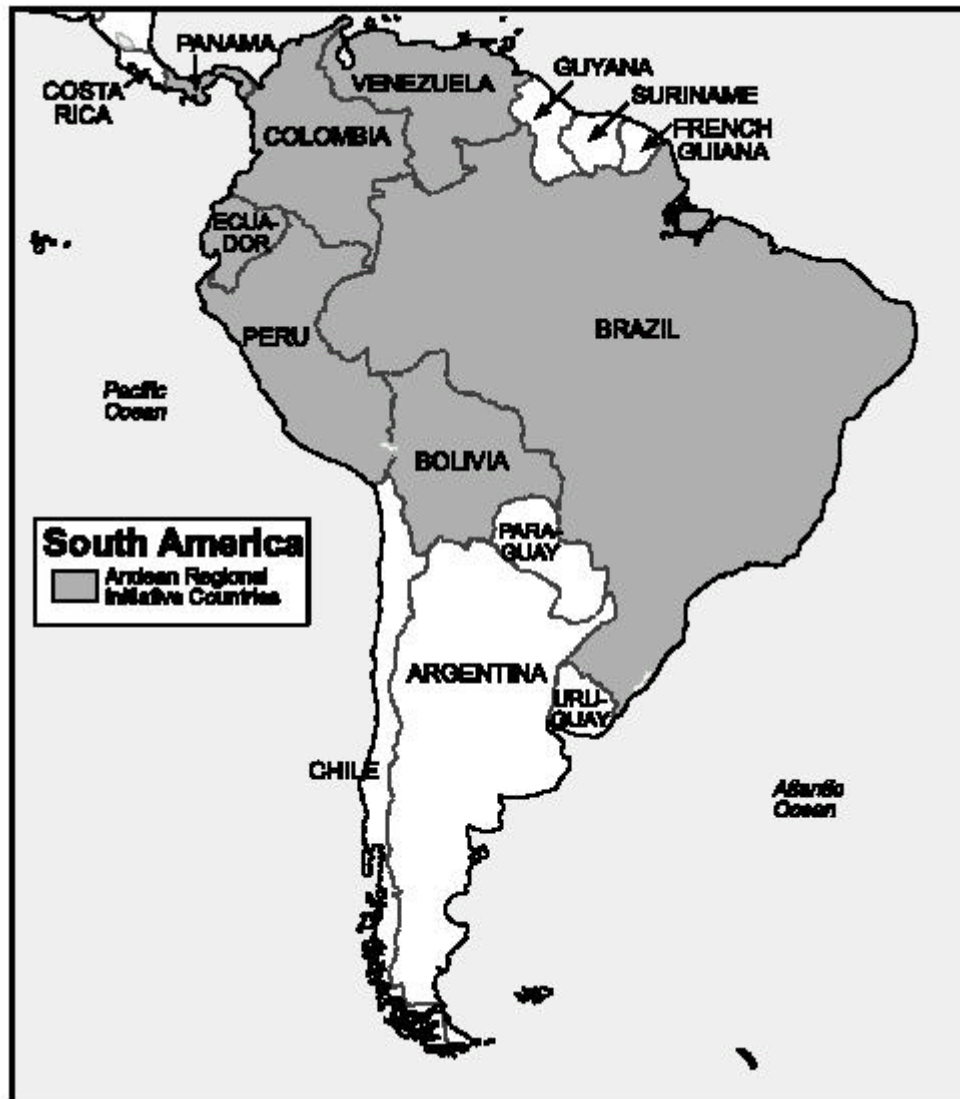 PANAMA
COSTA
RICA
VENEZUELA
GUYANA
SURINAME
FRENCH
GUIANA
COLOMBIA
ECUA-
DOR
PERU
BRAZIL
Pacific
Ocean
BOLIVIA
PARA-
GUAY
South America
Andean Regional
Initiative Countries
ARGENTINA
URU-
GUAY
CHILE
Atlantic
Ocean